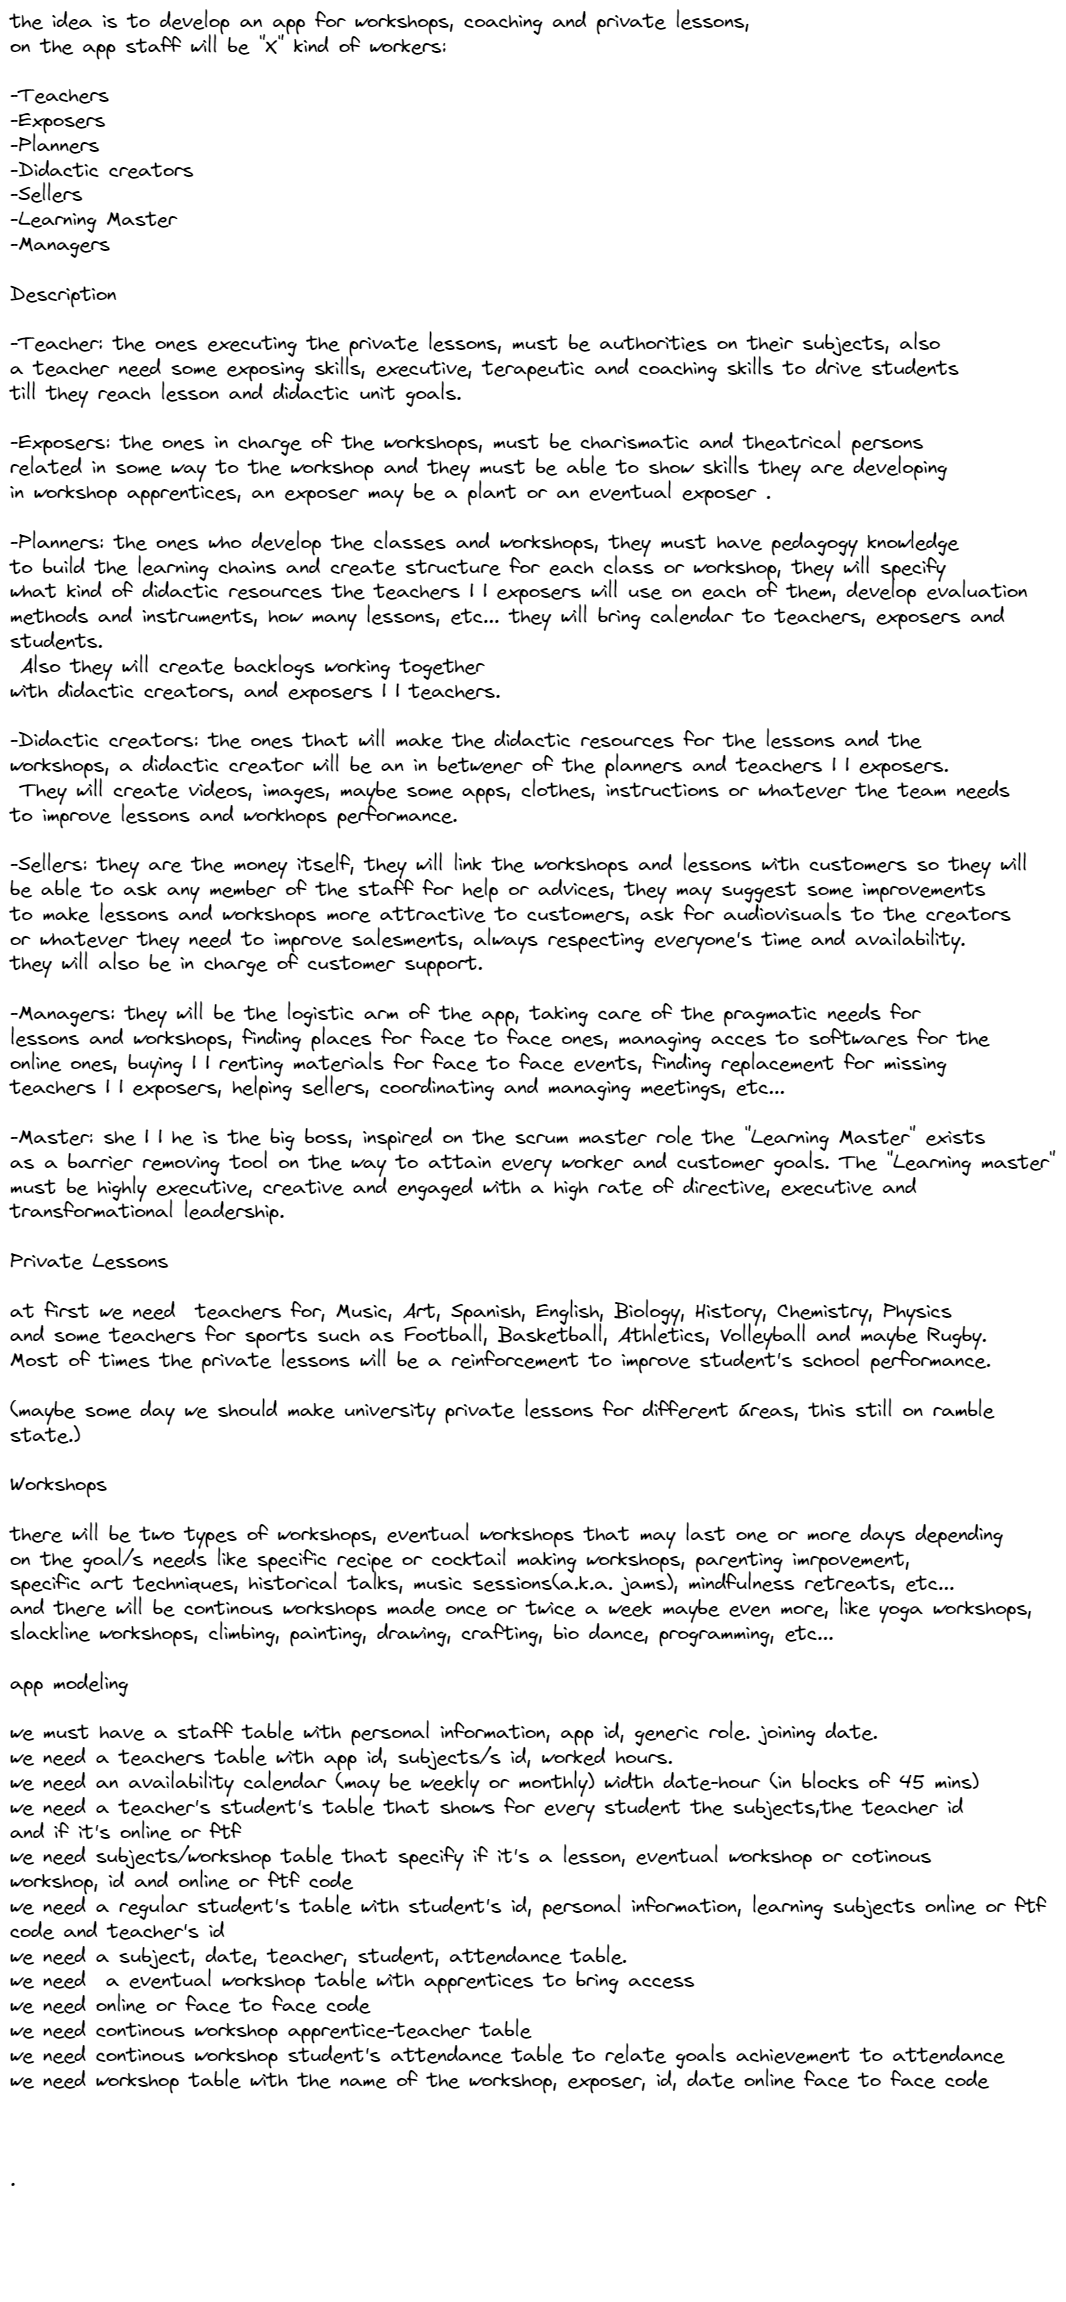 the idea is to develop an app for workshops, coaching and private lessons,
on the app staff will be "x" kind of workers:
-Teachers
-Exposers
-Planners
-Didactic creators
-Sellers
-Learning Master
-Managers
Description
-Teacher: the ones executing the private lessons, must be authorities on their subjects, also
a teacher need some exposing skills, executive, terapeutic and coaching skills to drive students
till they reach lesson and didactic unit goals.
-Exposers: the ones in charge of the workshops, must be charismatic and theatrical persons
related in some way to the workshop and they must be able to show skills they are developing
in workshop apprentices, an exposer may be a plant or an eventual exposer .
-Planners: the ones who develop the classes and workshops, they must have pedagogy knowledge
to build the learning chains and create structure for each class or workshop, they will specify
what kind of didactic resources the teachers || exposers will use on each of them, develop evaluation
methods and instruments, how many lessons, etc... they will bring calendar to teachers, exposers and
students.
Also they will create backlogs working together
with didactic creators, and exposers || teachers.
-Didactic creators: the ones that will make the didactic resources for the lessons and the
workshops, a didactic creator will be an in betwener of the planners and teachers || exposers.
They will create videos, images, maybe some apps, clothes, instructions or whatever the team needs
to improve lessons and workhops performance.
-Sellers: they are the money itself, they will link the workshops and lessons with customers so they will
be able to ask any member of the staff for help or advices, they may suggest some improvements
to make lessons and workshops more attractive to customers, ask for audiovisuals to the creators
or whatever they need to improve salesments, always respecting everyone's time and availability.
they will also be in charge of customer support.
-Managers: they will be the logistic arm of the app, taking care of the pragmatic needs for
lessons and workshops, finding places for face to face ones, managing acces to softwares for the
online ones, buying || renting materials for face to face events, finding replacement for missing
teachers || exposers, helping sellers, coordinating and managing meetings, etc...
-Master: she || he is the big boss, inspired on the scrum master role the "Learning Master" exists
as a barrier removing tool on the way to attain every worker and customer goals. The "Learning master"
must be highly executive, creative and engaged with a high rate of directive, executive and
transformational leadership.
Private Lessons
at first we need  teachers for, Music, Art, Spanish, English, Biology, History, Chemistry, Physics
and some teachers for sports such as Football, Basketball, Athletics, Volleyball and maybe Rugby.
Most of times the private lessons will be a reinforcement to improve student's school performance.
(maybe some day we should make university private lessons for different áreas, this still on ramble
state.)
Workshops
there will be two types of workshops, eventual workshops that may last one or more days depending
on the goal/s needs like specific recipe or cocktail making workshops, parenting imrpovement,
specific art techniques, historical talks, music sessions(a.k.a. jams), mindfulness retreats, etc...
and there will be continous workshops made once or twice a week maybe even more, like yoga workshops,
slackline workshops, climbing, painting, drawing, crafting, bio dance, programming, etc...
app modeling
we must have a staff table with personal information, app id, generic role. joining date.
we need a teachers table with app id, subjects/s id, worked hours.
we need an availability calendar (may be weekly or monthly) width date-hour (in blocks of 45 mins)
we need a teacher's student's table that shows for every student the subjects,the teacher id
and if it's online or ftf
we need subjects/workshop table that specify if it's a lesson, eventual workshop or cotinous
workshop, id and online or ftf code
we need a regular student's table with student's id, personal information, learning subjects online or ftf
code and teacher's id
we need a subject, date, teacher, student, attendance table.
we need  a eventual workshop table with apprentices to bring access
we need online or face to face code
we need continous workshop apprentice-teacher table
we need continous workshop student's attendance table to relate goals achievement to attendance
we need workshop table with the name of the workshop, exposer, id, date online face to face code
.